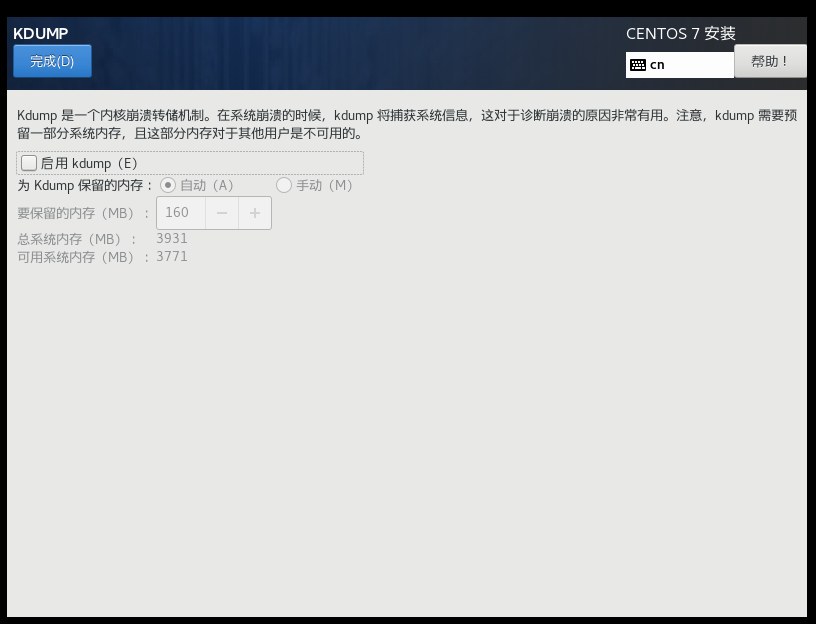 KDUMP
CENTOS 7 安装
完成(D)
cn
帮助！
Kdump 是一个内核崩溃转储机制。在系统崩溃的时候，kdump 将捕获系统信息，这对于诊断崩溃的原因非常有用。注意，kdump 需要预
留一部分系统内存，且这部分内存对于其他用户是不可用的。
启用 kdump（E）
为 Kdump 保留的内存： 自动（A） 手动（M）
要保留的内存（MB）： 160 − +
总系统内存（MB）： 3931
可用系统内存（MB）： 3771